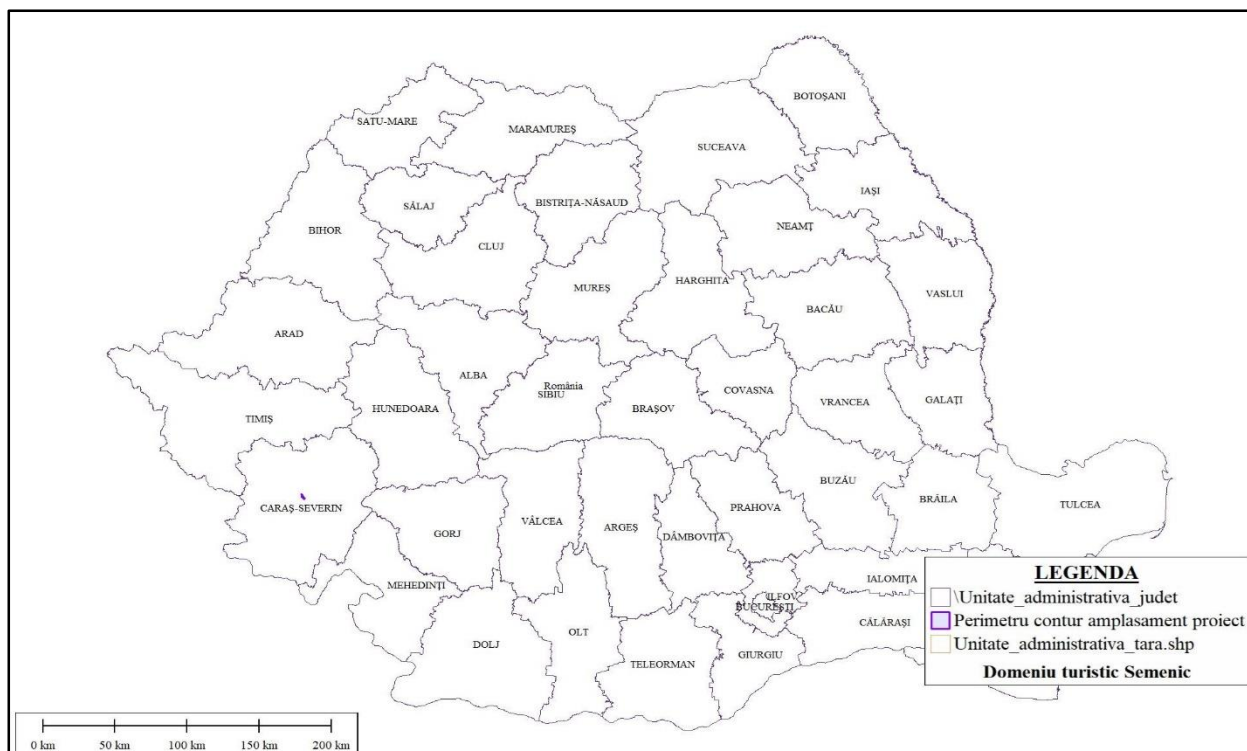 BOTOȘANI
SATU-MARE
MARAMUREȘ
SUCEAVA
IAȘI
SĂLAJ
BISTRIȚA-NĂSAUD
NEAMȚ
BIHOR
CLUJ
HARGHITA
MUREȘ
VASLUI
BACĂU
ARAD
ALBA
România
SIBIU
COVASNA
HUNEDOARA
BRAȘOV
VRANCEA
GALAȚI
TIMIȘ
BUZĂU
BRĂILA
TULCEA
CARAȘ-SEVERIN
PRAHOVA
VÂLCEA
ARGEȘ
GORJ
DÂMBOVIȚA
IALOMIȚA
MEHEDINȚI
ILFOV
BUCUREȘTI
CĂLĂRAȘI
OLT
DOLJ
GIURGIU
TELEORMAN
LEGENDA
\Unitate_administrativa_judet
Perimetru contur amplasament proiect
Unitate_administrativa_tara.shp
Domeniu turistic Semenic
0 km 50 km 100 km 150 km 200 km